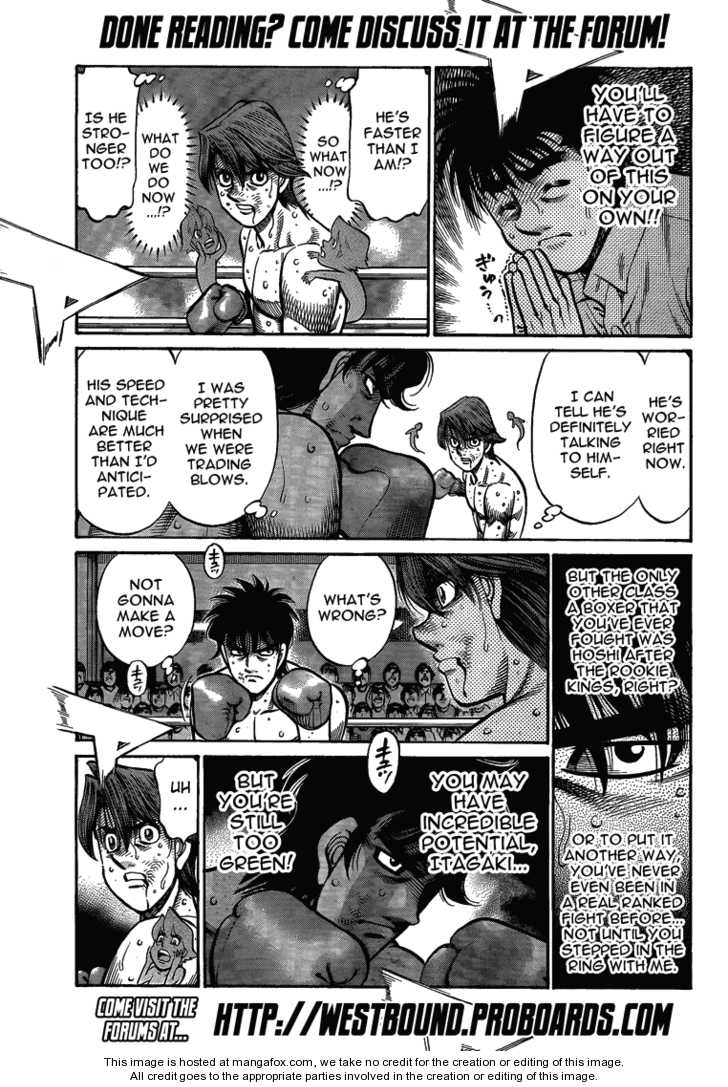 DONE READING? COME DISCUSS IT AT THE FORUM!
YOU'LL
HAVE TO
FIGURE
A
WAY OUT
OF THIS
ON YOUR
OWN!!
ぎゅうっ
HE'S
FASTER
THAN I
AM!?
SO
WHAT
NOW
...!?
WHAT
DO
WE
DO
NOW
...!?
IS HE
STRO-
NGER
TOO!?
HE'S
WOR-
RIED
RIGHT
NOW.
I CAN
TELL HE'S
DEFINITELY
TALKING
TO HIM-
SELF.
I WAS
PRETTY
SURPRISED
WHEN
WE WERE
TRADING
BLOWS.
HIS SPEED
AND TECH-
NIQUE
ARE MUCH
BETTER
THAN I'D
ANTICI-
PATED.
BUT THE ONLY
OTHER CLASS
A BOXER THAT
YOU'VE EVER
FOUGHT WAS
HOSHI AFTER
THE ROOKIE
KINGS, RIGHT?
OR TO PUT IT
ANOTHER WAY,
YOU'VE NEVER
EVEN BEEN IN
A REAL RANKED
FIGHT BEFORE...
NOT UNTIL YOU
STEPPED IN THE
RING WITH ME.
WHAT'S
WRONG?
NOT
GONNA
MAKE A
MOVE?
YOU MAY
HAVE
INCREDIBLE
POTENTIAL,
ITAGAKI...
BUT
YOU'RE
STILL
TOO
GREEN!
UH
...
COME VISIT THE
FORUMS AT...
HTTP://WESTBOUND.PROBOARDS.COM
This image is hosted at mangafox.com, we take no credit for the creation or editing of this image.
All credit goes to the appropriate parties involved in the creation or editing of this image.